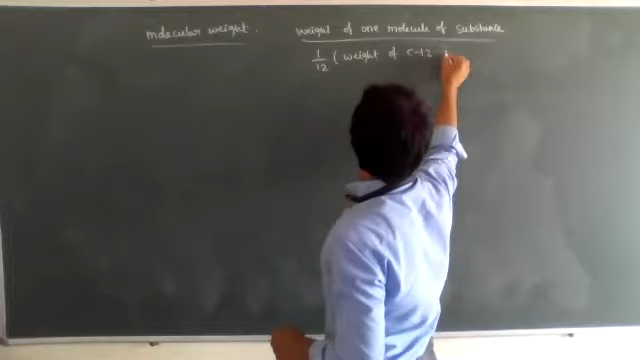 molecular weight. weight of one molecule of substance
1/12 ( weight of C-12